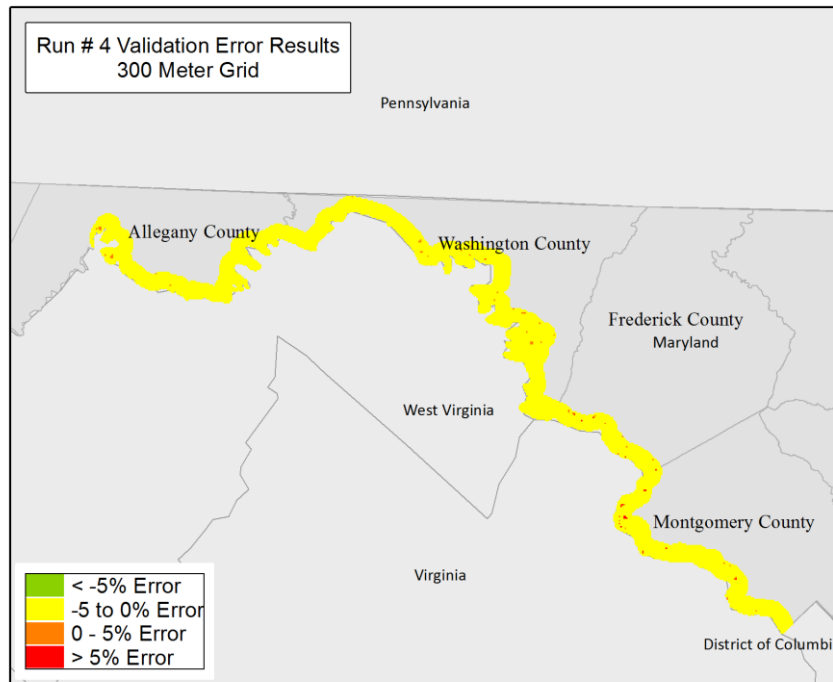 Run # 4 Validation Error Results
300 Meter Grid
Pennsylvania
Allegany County
Washington County
Frederick County
Maryland
West Virginia
Montgomery County
Virginia
District of Columbi
< -5% Error
-5 to 0% Error
0 - 5% Error
> 5% Error